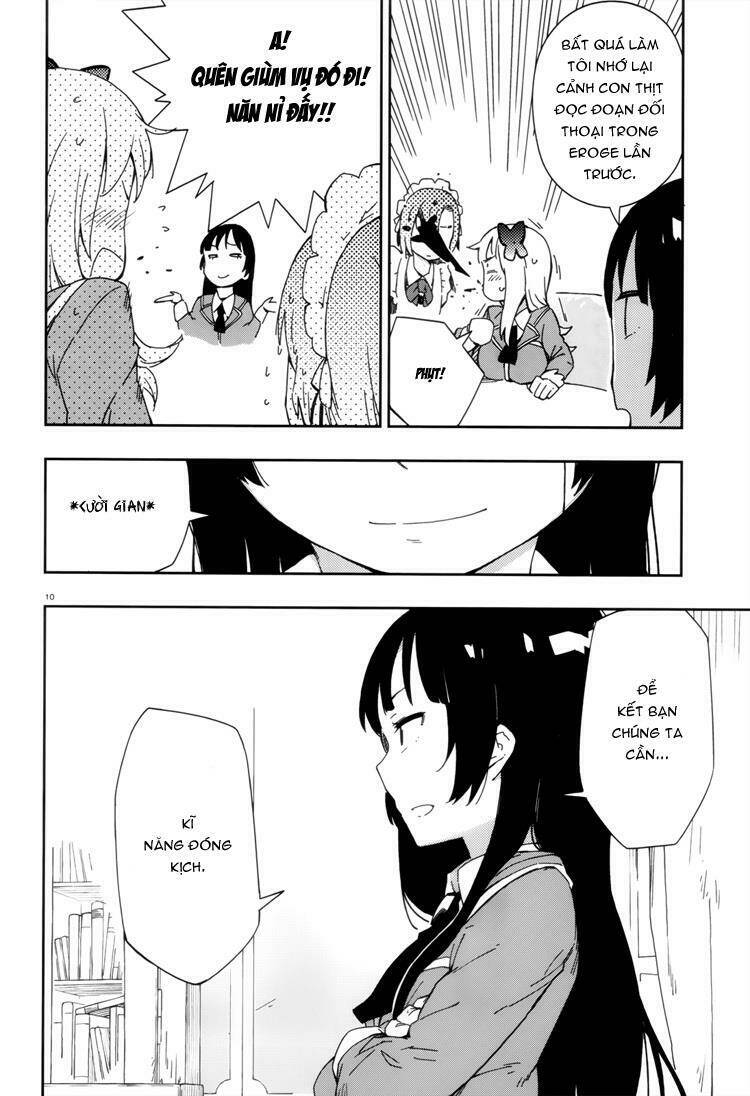 BẤT QUÁ LÀM
TÔI NHỚ LẠI
CẢNH CON THỊT
ĐỌC ĐOẠN ĐỐI
THOẠI TRONG
EROGE LẦN
TRƯỚC.
PHỤT!
A!
QUÊN GIÙM VỤ ĐÓ ĐI!
NĂN NỈ ĐẤY!!
*CƯỜI GIAN*
10
ĐỂ
KẾT BẠN
CHÚNG TA
CẦN...
KĨ
NĂNG ĐÓNG
KỊCH.